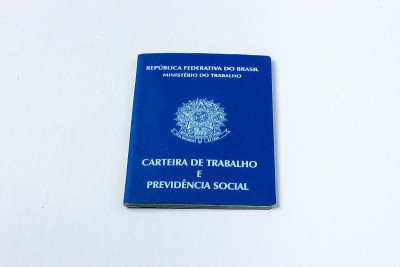 REPÚBLICA FEDERATIVA DO BRASIL
MINISTÉRIO DO TRABALHO
CARTEIRA DE TRABALHO
E
PREVIDÊNCIA SOCIAL